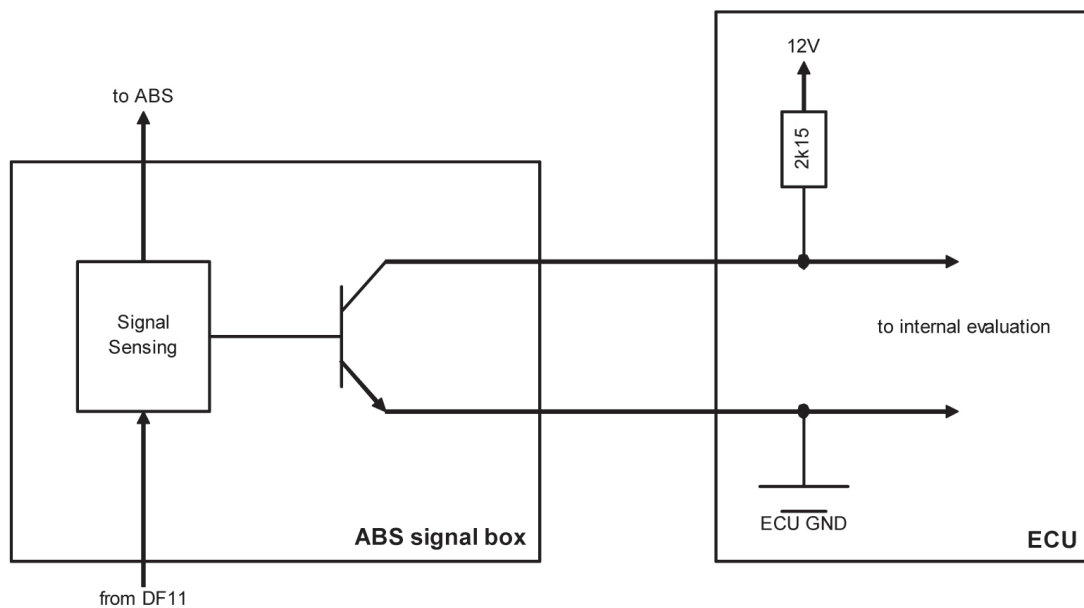 12V
to ABS
2k15
Signal
Sensing
to internal evaluation
ECU GND
ABS signal box
ECU
from DF11